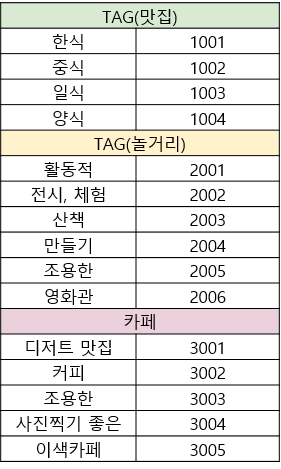 TAG(맛집)
한식 1001
중식 1002
일식 1003
양식 1004
TAG(놀거리)
활동적 2001
전시, 체험 2002
산책 2003
만들기 2004
조용한 2005
영화관 2006
카페
디저트 맛집 3001
커피 3002
조용한 3003
사진찍기 좋은 3004
이색카페 3005